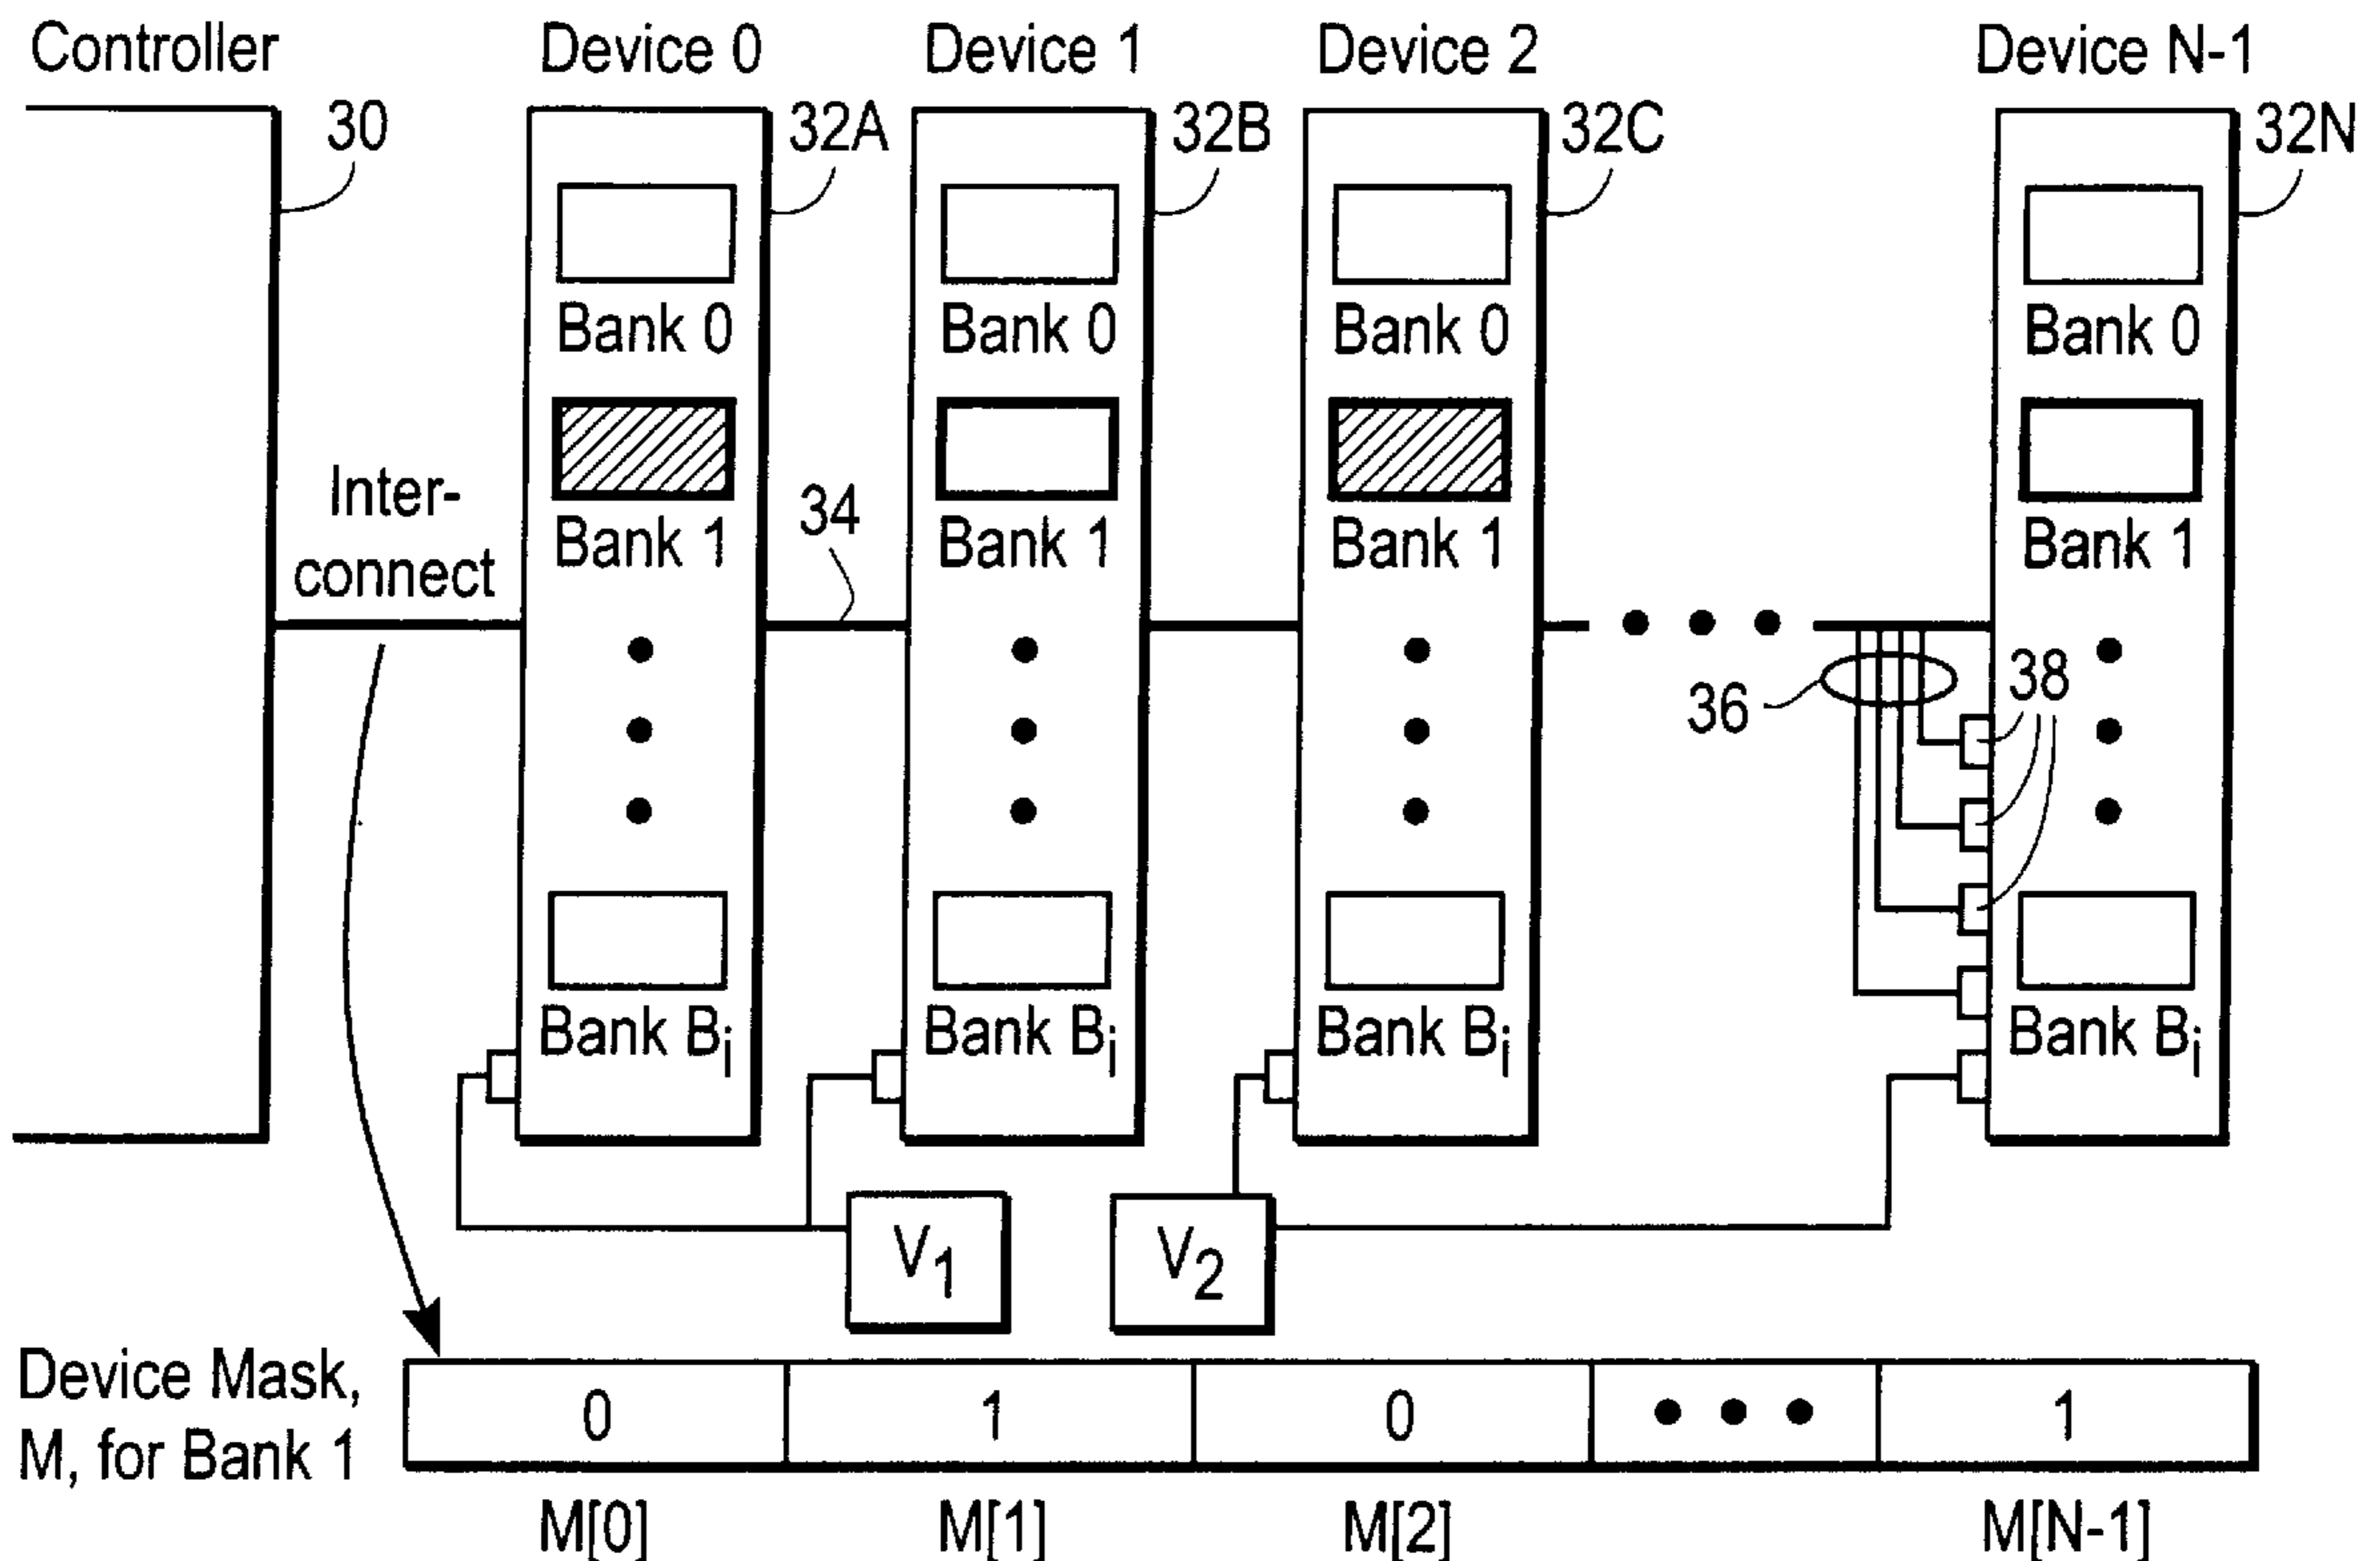 Controller
Device 0
Device 1
Device 2
Device N-1
30
32A
32B
32C
32N
Bank 0
Bank 0
Bank 0
Bank 0
Inter-
connect
Bank 1
34
Bank 1
Bank 1
Bank 1
36
38
Bank Bi
Bank Bi
Bank Bi
Bank Bi
V1
V2
Device Mask,
M, for Bank 1
0
1
0
1
M[0]
M[1]
M[2]
M[N-1]